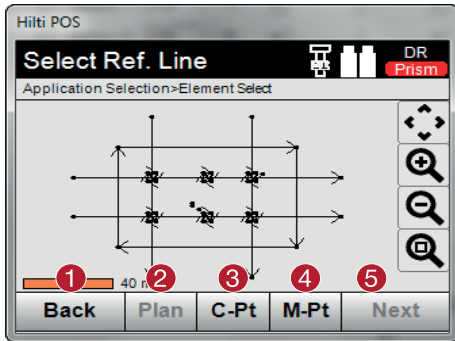 Hilti POS
Select Ref. Line
DR
Prism
Application Selection>Element Select
1 2 3 4 5
40
Back Plan C-Pt M-Pt Next